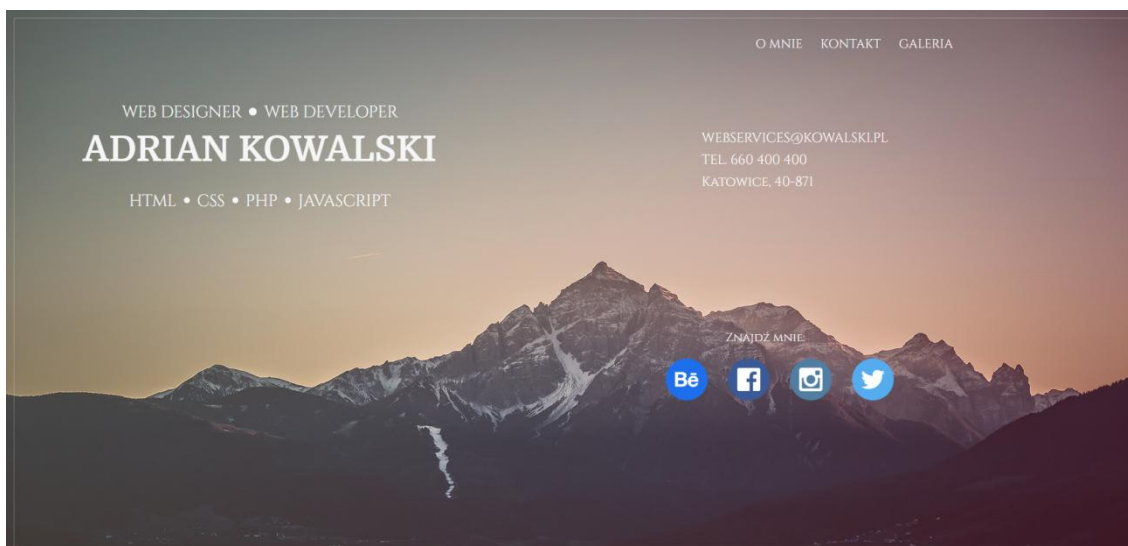 O MNIE KONTAKT GALERIA
WEB DESIGNER • WEB DEVELOPER
ADRIAN KOWALSKI
HTML • CSS • PHP • JAVASCRIPT
WEBSERVICES@KOWALSKI.PL
TEL. 660 400 400
KATOWICE, 40-871
ZNAJDŹ MNIE:
Bē f